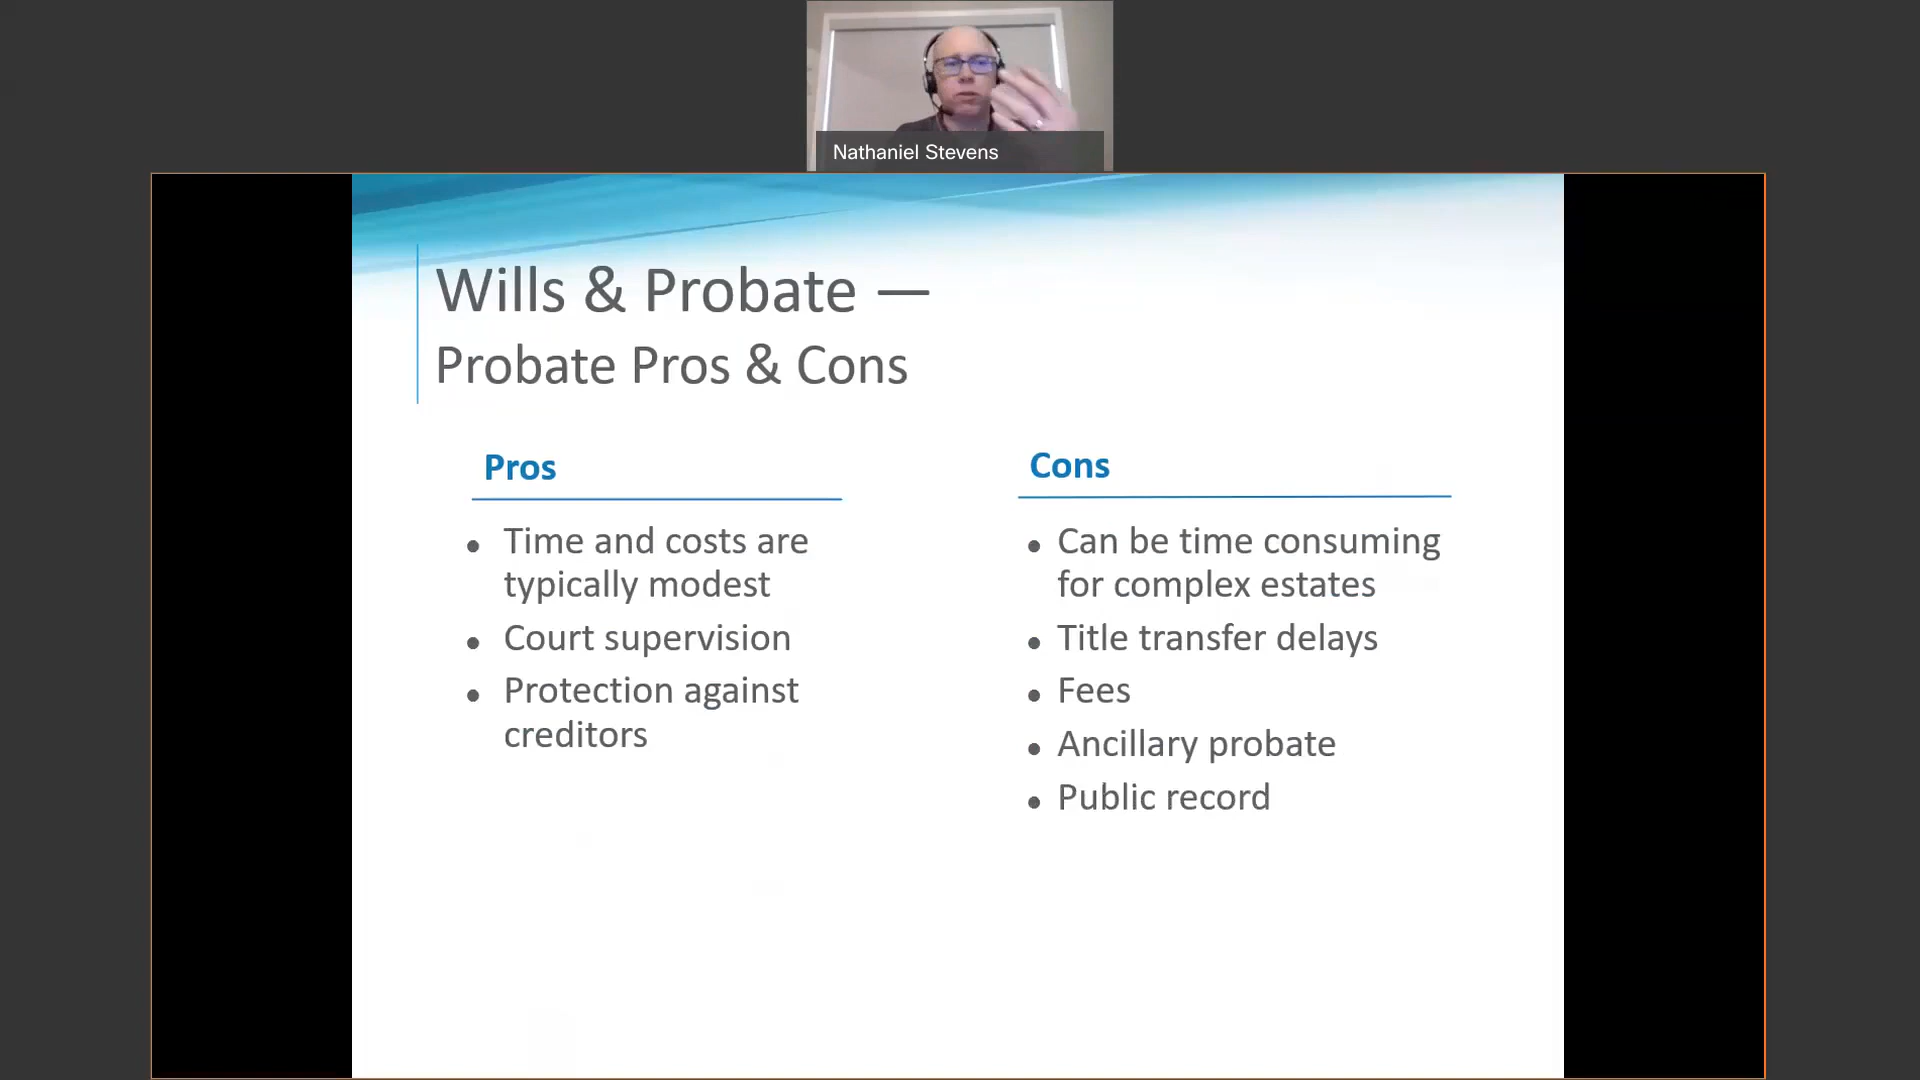 Nathaniel Stevens
Wills & Probate —
Probate Pros & Cons
Pros
• Time and costs are
typically modest
• Court supervision
• Protection against
creditors
Cons
• Can be time consuming
for complex estates
• Title transfer delays
• Fees
• Ancillary probate
• Public record